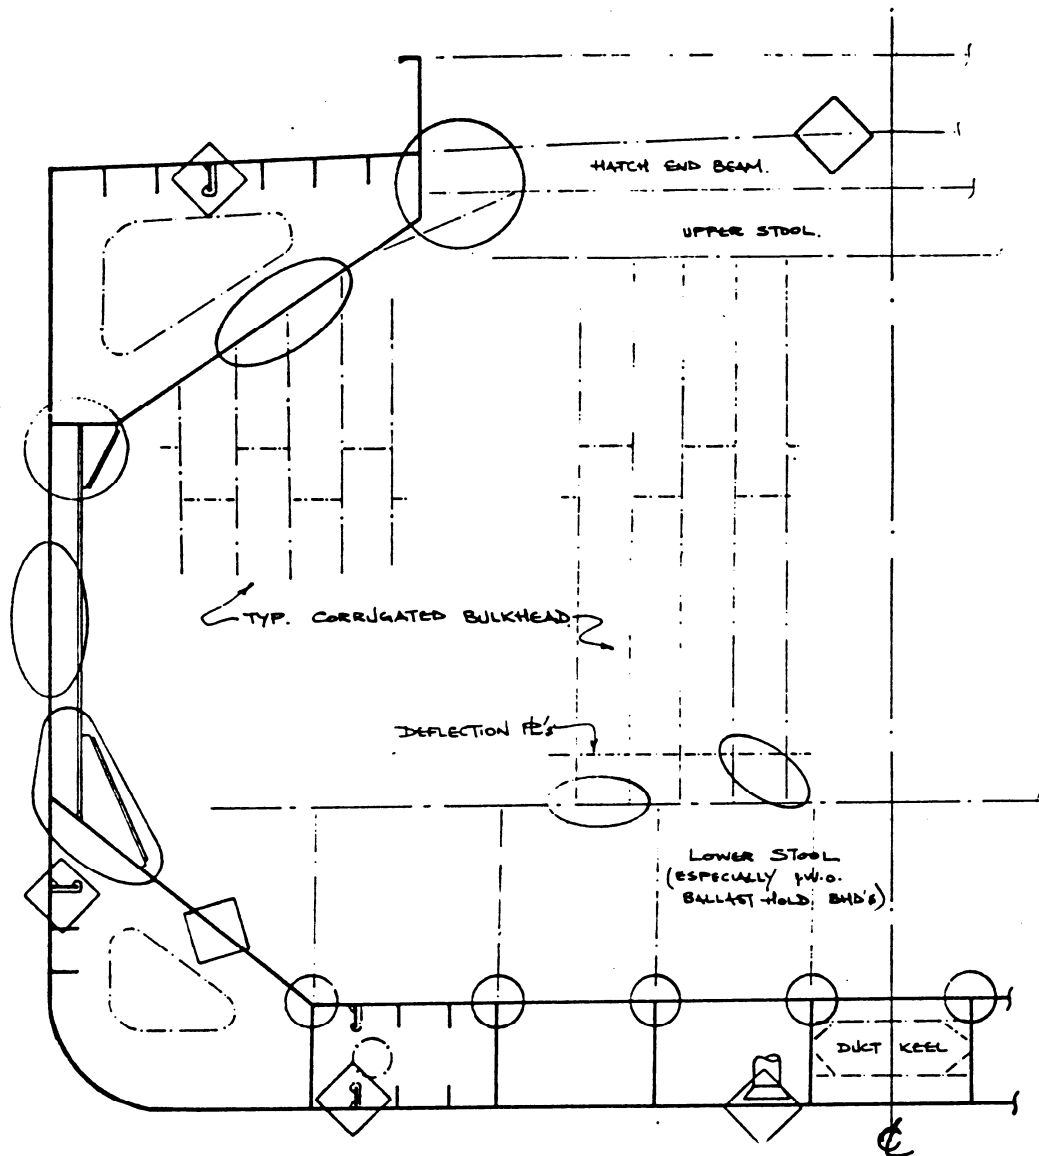 HATCH END BEAM.
UPPER STOOL.
TYP. CORRUGATED BULKHEAD
DEFLECTION PL's
LOWER STOOL
(ESPECIALLY I.W.O.
BALLAST HOLD BHD's)
DUCT KEEL